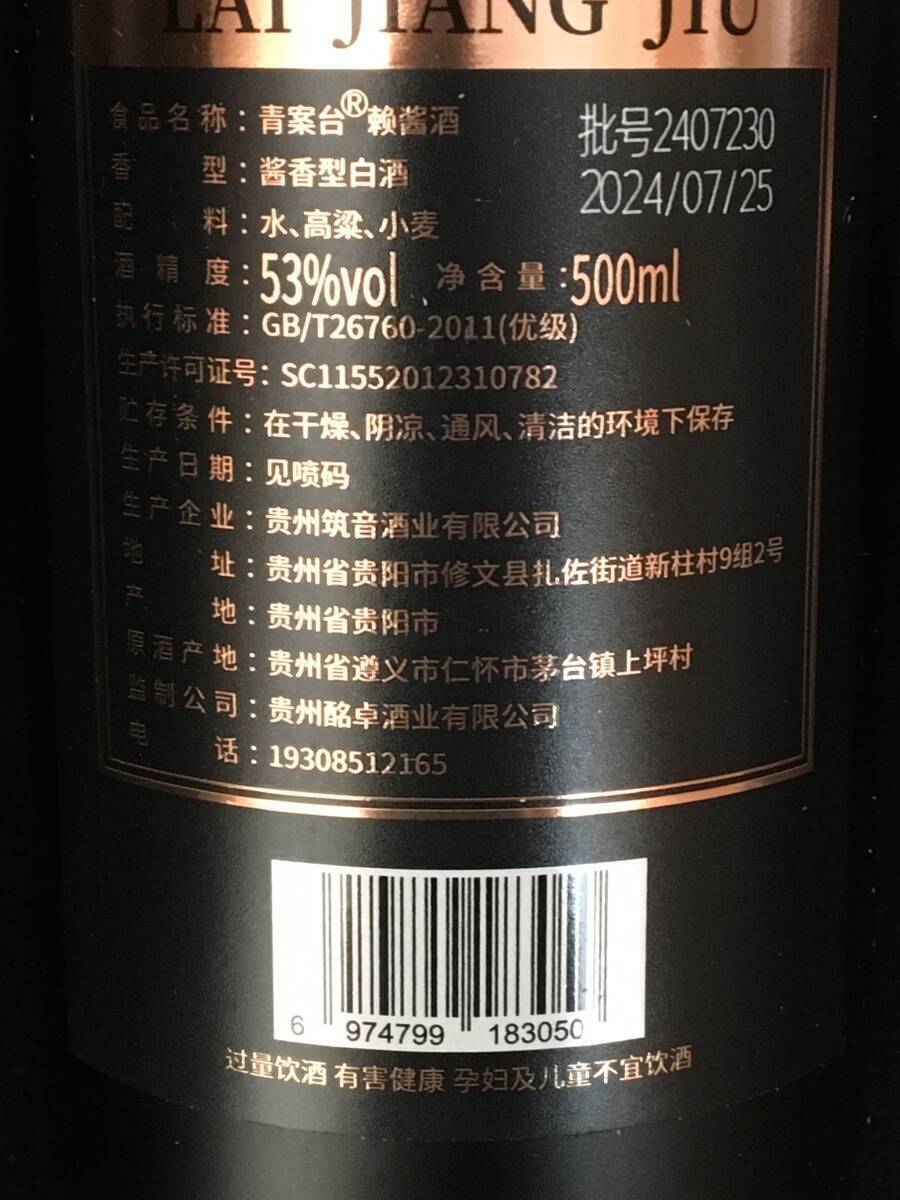 LAI JIANG JIU
食品名称：青案台®赖酱酒
批号2407230
2024/07/25
香型：酱香型白酒
配料：水、高粱、小麦
酒精度：53%vol 净含量：500ml
执行标准：GB/T26760-2011(优级)
生产许可证号：SC11552012310782
贮存条件：在干燥、阴凉、通风、清洁的环境下保存
生产日期：见喷码
生产企业：贵州筑音酒业有限公司
地址：贵州省贵阳市修文县扎佐街道新柱村9组2号
产地：贵州省贵阳市
原酒产地：贵州省遵义市仁怀市茅台镇上坪村
监制公司：贵州酩卓酒业有限公司
电话：19308512165
6 974799 183050
过量饮酒 有害健康 孕妇及儿童不宜饮酒